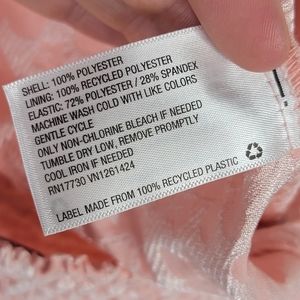 SHELL: 100% POLYESTER
LINING: 100% RECYCLED POLYESTER
ELASTIC: 72% POLYESTER / 28% SPANDEX
MACHINE WASH COLD WITH LIKE COLORS
GENTLE CYCLE
ONLY NON-CHLORINE BLEACH IF NEEDED
TUMBLE DRY LOW, REMOVE PROMPTLY
COOL IRON IF NEEDED
RN17730 VN1261424
LABEL MADE FROM 100% RECYCLED PLASTIC